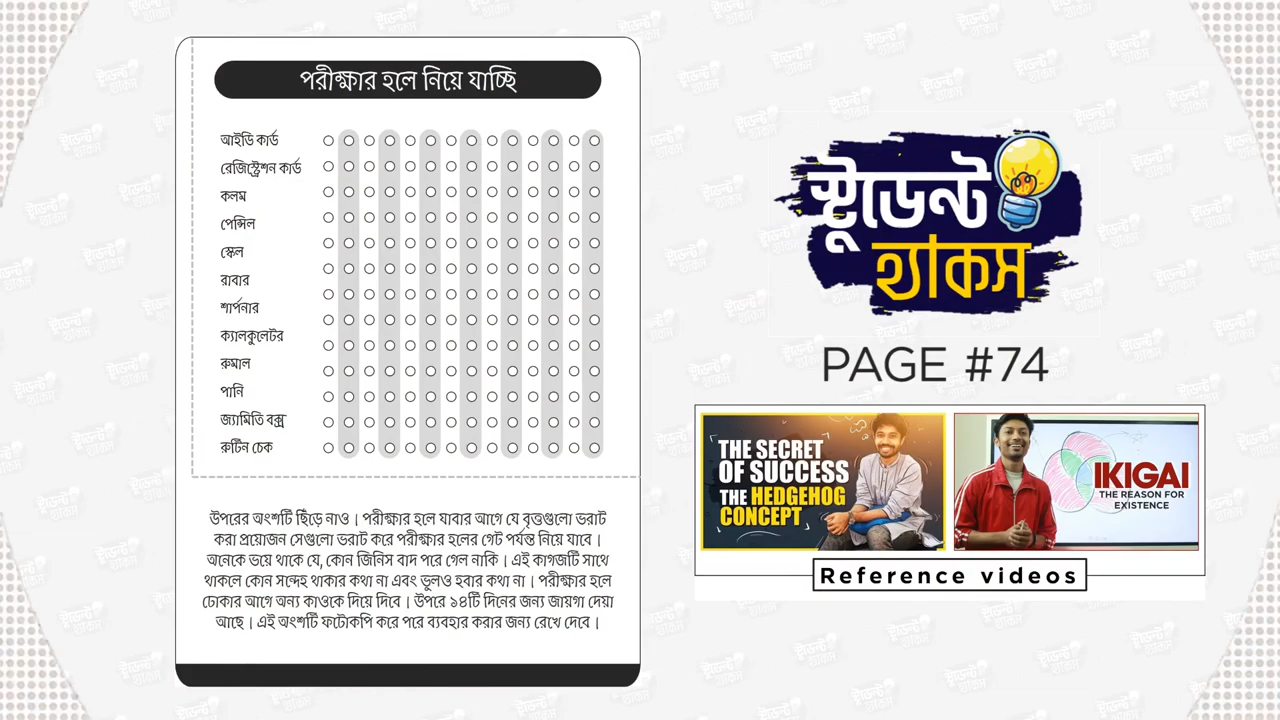 পরীক্ষার হলে নিয়ে যাচ্ছি
আইডি কার্ড
রেজিস্ট্রেশন কার্ড
কলম
পেন্সিল
স্কেল
রাবার
শার্পনার
ক্যালকুলেটর
রুমাল
পানি
জ্যামিতি বক্স
রুটিন চেক
উপরের অংশটি ছিঁড়ে নাও। পরীক্ষার হলে যাবার আগে যে বৃত্তগুলো ভরাট
করা প্রয়োজন সেগুলো ভরাট করে পরীক্ষার হলের গেট পর্যন্ত নিয়ে যাবে।
অনেকে ভয়ে থাকে যে, কোন জিনিস বাদ পরে গেল নাকি। এই কাগজটি সাথে
থাকলে কোন সন্দেহ থাকার কথা না এবং ভুলও হবার কথা না। পরীক্ষার হলে
ঢোকার আগে অন্য কাওকে দিয়ে দিবে। উপরে ১৪টি দিনের জন্য জায়গা দেয়া
আছে। এই অংশটি ফটোকপি করে পরে ব্যবহার করার জন্য রেখে দেবে।
স্টুডেন্ট
হ্যাকস
PAGE #74
THE SECRET
OF SUCCESS
THE HEDGEHOG
CONCEPT
IKIGAI
THE REASON FOR
EXISTENCE
Reference videos